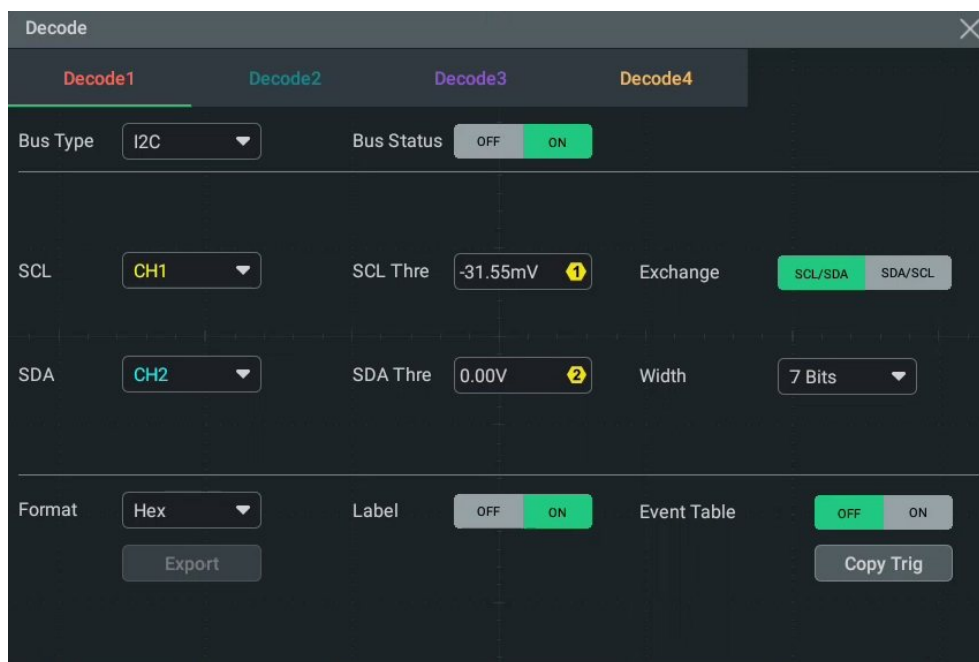 Decode
Decode1 Decode2 Decode3 Decode4
Bus Type I2C Bus Status OFF ON
SCL CH1 SCL Thre -31.55mV 1 Exchange SCL/SDA SDA/SCL
SDA CH2 SDA Thre 0.00V 2 Width 7 Bits
Format Hex Label OFF ON Event Table OFF ON
Export Copy Trig